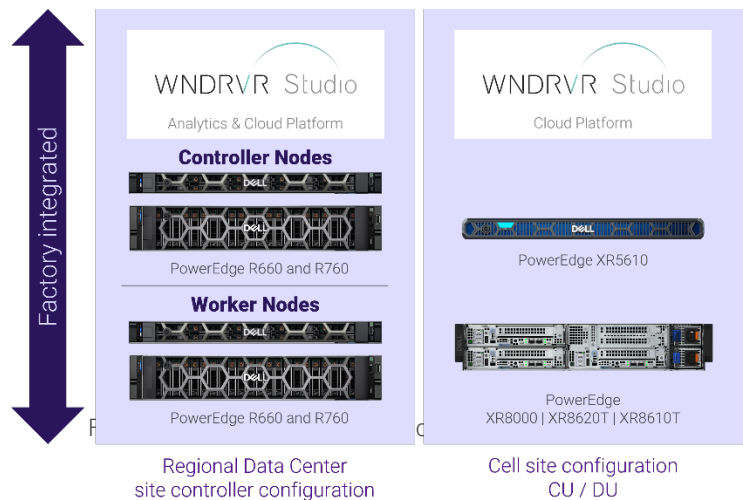 Factory integrated
WNDRVR Studio
Analytics & Cloud Platform
Controller Nodes
DELL
PowerEdge R660 and R760
Worker Nodes
DELL
PowerEdge R660 and R760
Regional Data Center
site controller configuration
WNDRVR Studio
Cloud Platform
DELL
PowerEdge XR5610
PowerEdge
XR8000 | XR8620T | XR8610T
Cell site configuration
CU / DU